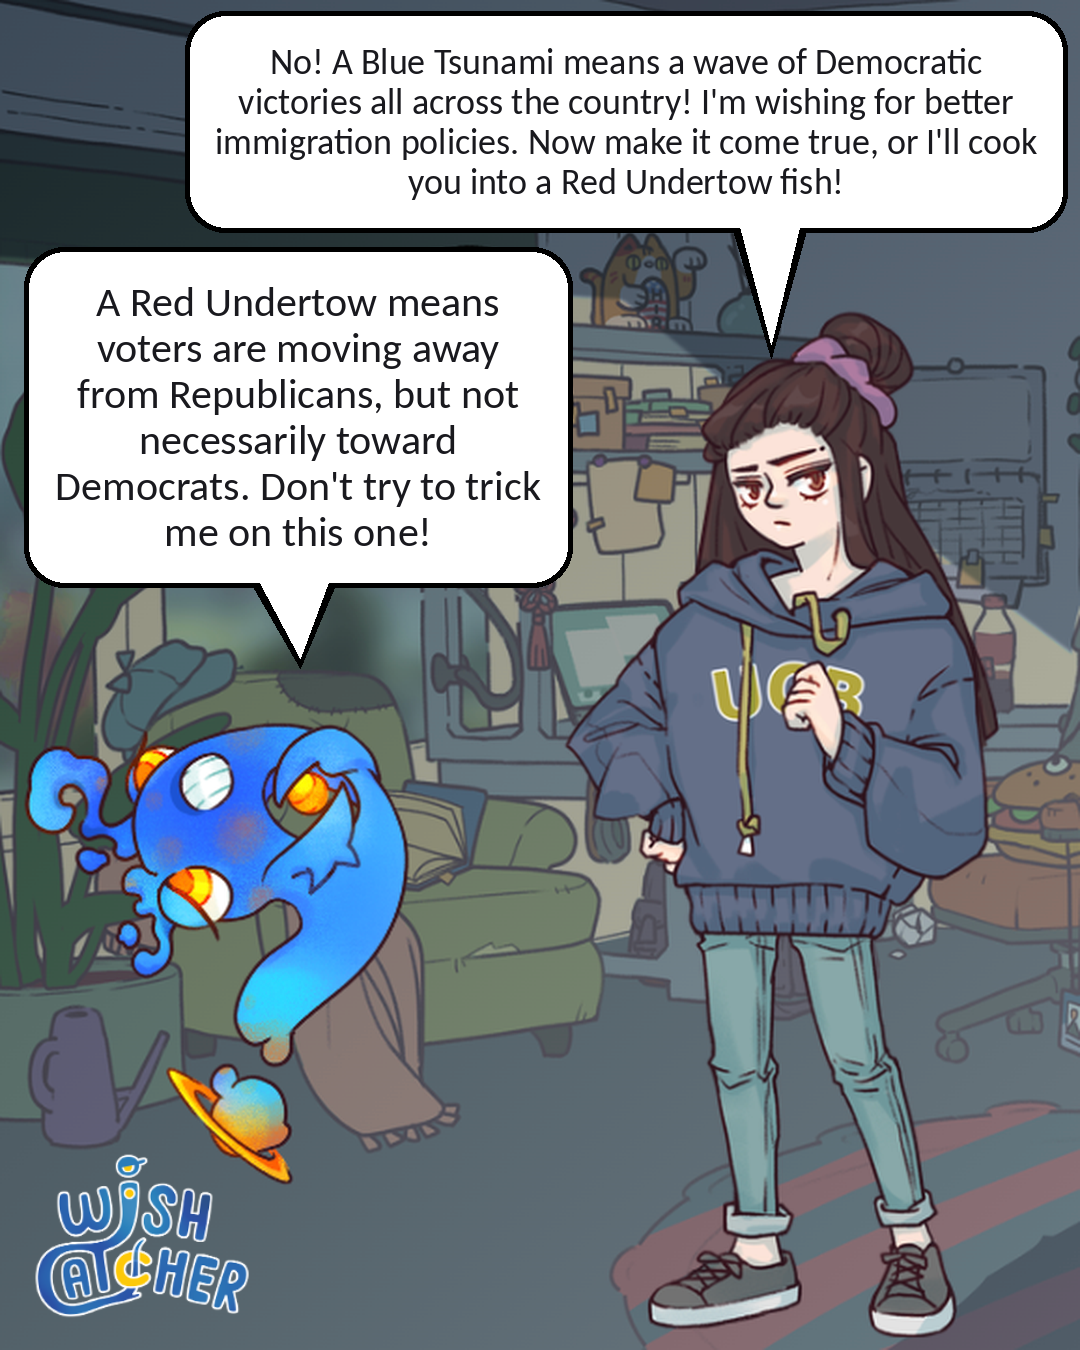 No! A Blue Tsunami means a wave of Democratic
victories all across the country! I'm wishing for better
immigration policies. Now make it come true, or I'll cook
you into a Red Undertow fish!
A Red Undertow means
voters are moving away
from Republicans, but not
necessarily toward
Democrats. Don't try to trick
me on this one!
UCB
WiSH
CATCHER